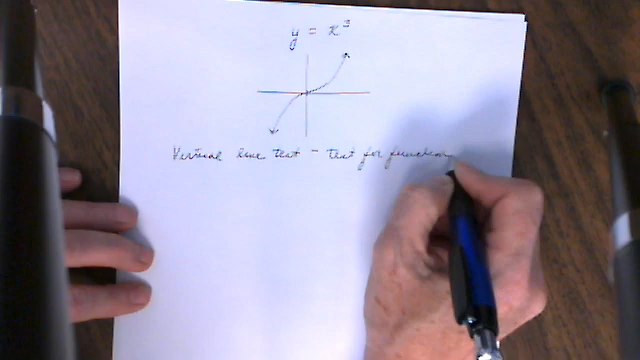 y = x³
Vertical line test - test for function